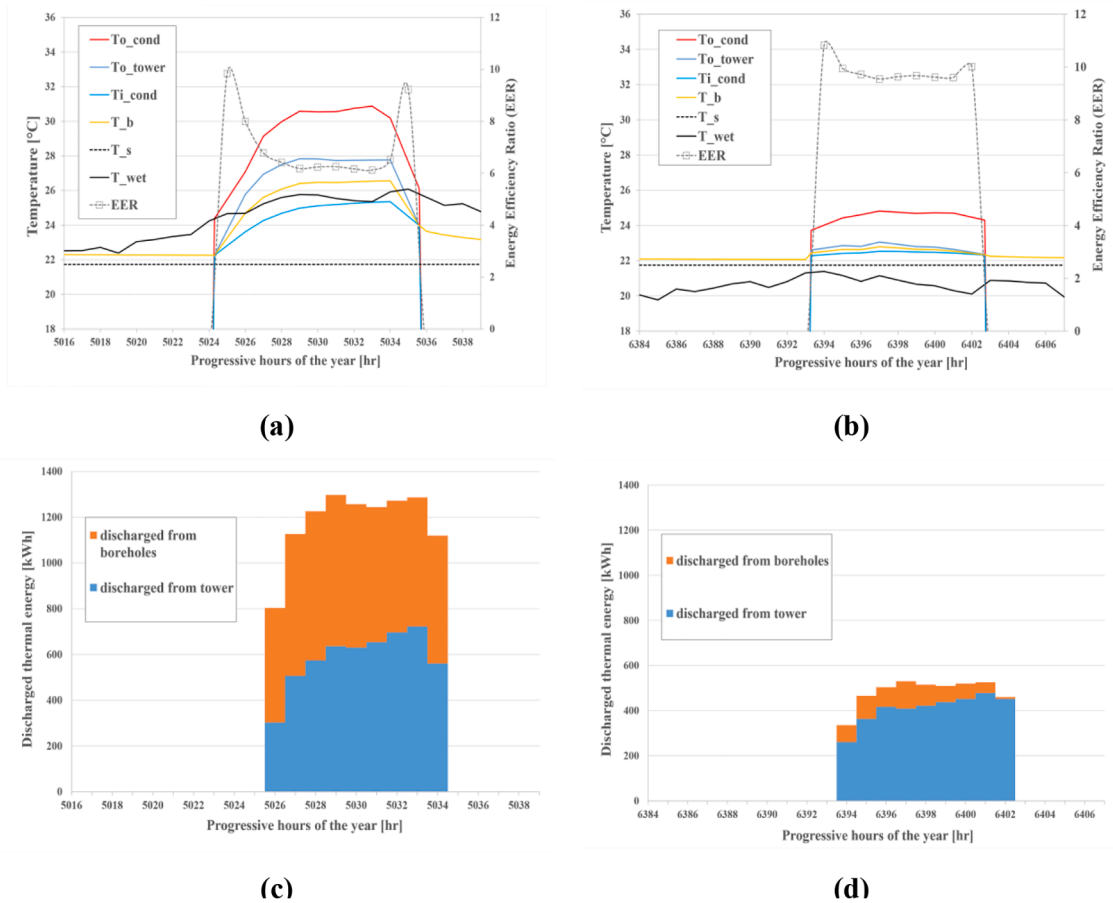 36
34
32
30
28
26
24
22
20
18
Temperature [°C]
To_cond
To_tower
Ti_cond
T_b
T_s
T_wet
EER
12
10
8
6
4
2
0
Energy Efficiency Ratio (EER)
5016 5018 5020 5022 5024 5026 5028 5030 5032 5034 5036 5038
Progressive hours of the year [hr]
(a)
36
34
32
30
28
26
24
22
20
18
Temperature [°C]
To_cond
To_tower
Ti_cond
T_b
T_s
T_wet
EER
12
10
8
6
4
2
0
Energy Efficiency Ratio (EER)
6384 6386 6388 6390 6392 6394 6396 6398 6400 6402 6404 6406
Progressive hours of the year [hr]
(b)
1400
1200
1000
800
600
400
200
0
Discharged thermal energy [kWh]
discharged from
boreholes
discharged from tower
5016 5018 5020 5022 5024 5026 5028 5030 5032 5034 5036 5038
Progressive hours of the year [hr]
(c)
1400
1200
1000
800
600
400
200
0
Discharged thermal energy [kWh]
discharged from boreholes
discharged from tower
6384 6386 6388 6390 6392 6394 6396 6398 6400 6402 6404 6406
Progressive hours of the year [hr]
(d)